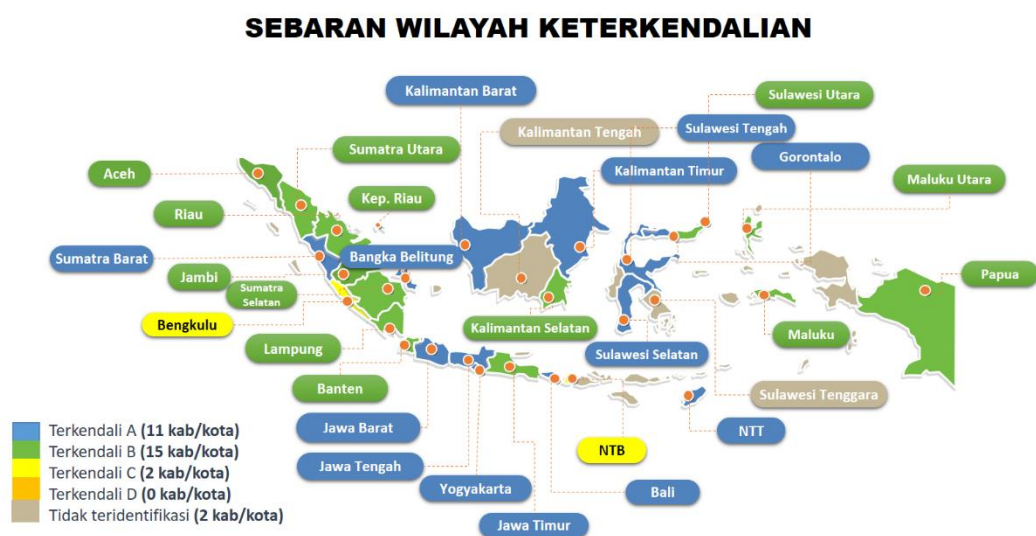 SEBARAN WILAYAH KETERKENDALIAN
Kalimantan Barat
Sulawesi Utara
Kalimantan Tengah
Sulawesi Tengah
Sumatra Utara
Gorontalo
Aceh
Kalimantan Timur
Maluku Utara
Kep. Riau
Riau
Sumatra Barat
Bangka Belitung
Jambi
Papua
Sumatra
Selatan
Bengkulu
Kalimantan Selatan
Maluku
Lampung
Sulawesi Selatan
Banten
Sulawesi Tenggara
Jawa Barat
NTT
NTB
Jawa Tengah
Yogyakarta
Bali
Jawa Timur
Terkendali A (11 kab/kota)
Terkendali B (15 kab/kota)
Terkendali C (2 kab/kota)
Terkendali D (0 kab/kota)
Tidak teridentifikasi (2 kab/kota)